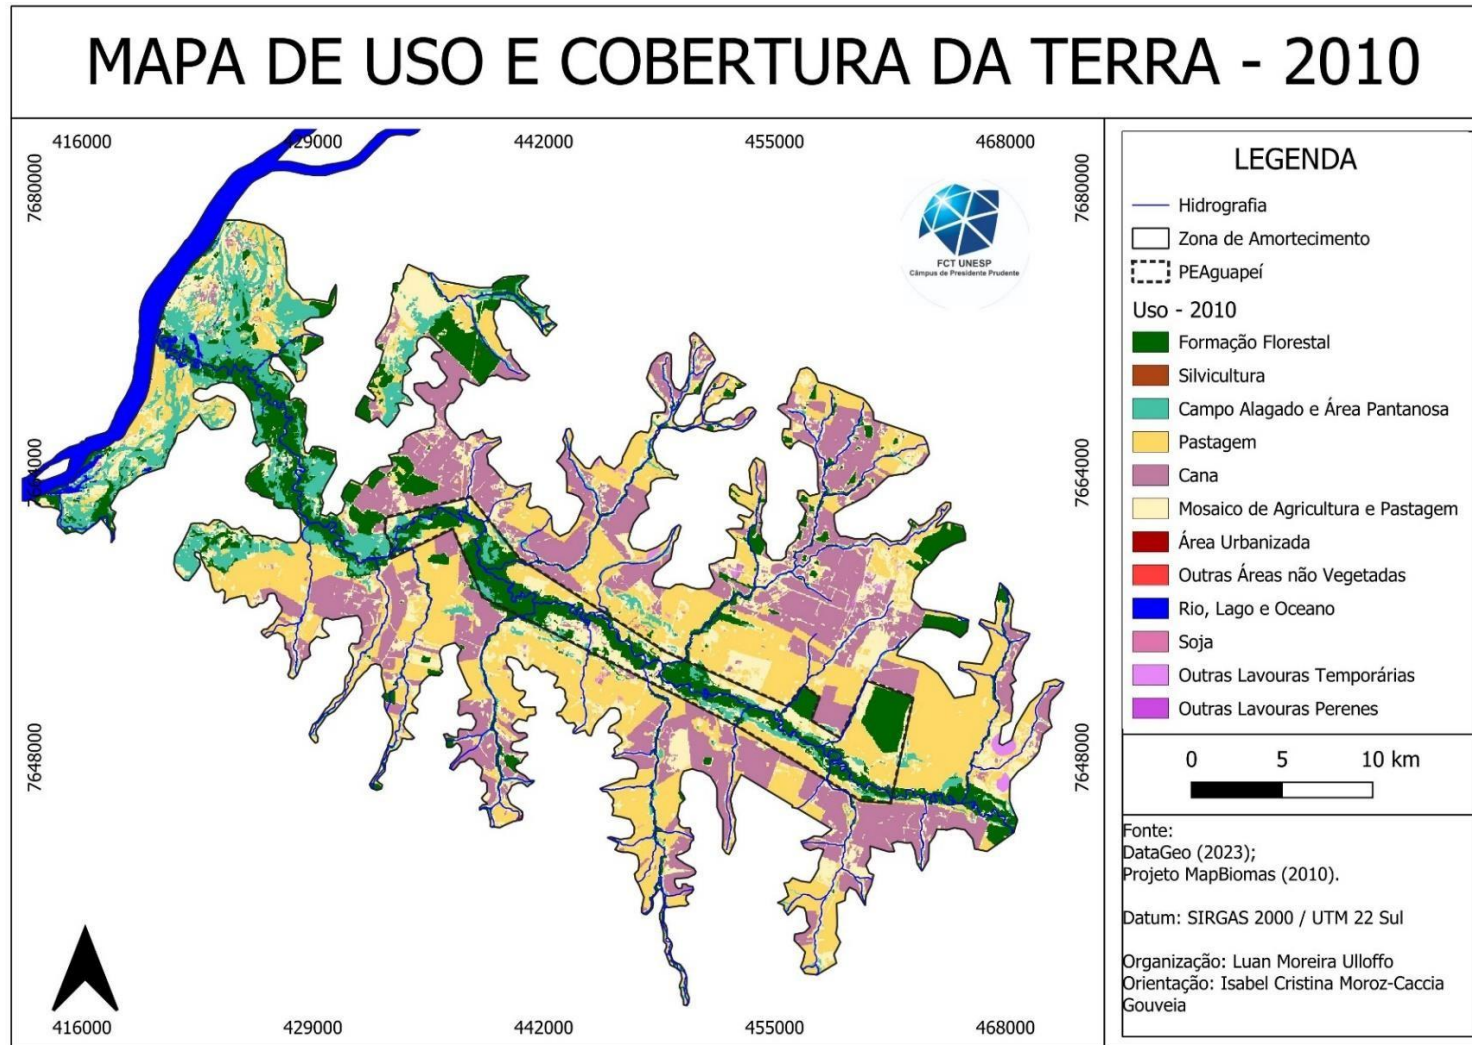 MAPA DE USO E COBERTURA DA TERRA - 2010
416000
429000
442000
455000
468000
7680000
7680000
7664000
7664000
7648000
7648000
416000
429000
442000
455000
468000
FCT UNESP
Câmpus de Presidente Prudente
LEGENDA
Hidrografia
Zona de Amortecimento
PEAguapeí
Uso - 2010
Formação Florestal
Silvicultura
Campo Alagado e Área Pantanosa
Pastagem
Cana
Mosaico de Agricultura e Pastagem
Área Urbanizada
Outras Áreas não Vegetadas
Rio, Lago e Oceano
Soja
Outras Lavouras Temporárias
Outras Lavouras Perenes
0 5 10 km
Fonte:
DataGeo (2023);
Projeto MapBiomas (2010).
Datum: SIRGAS 2000 / UTM 22 Sul
Organização: Luan Moreira Ulloffo
Orientação: Isabel Cristina Moroz-Caccia
Gouveia